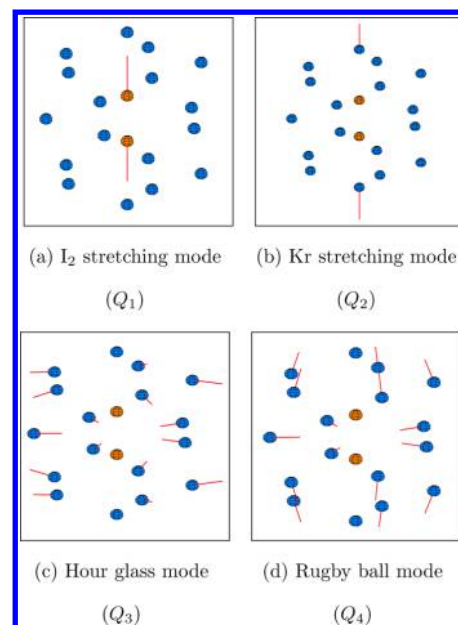 (a) I₂ stretching mode
(Q₁)
(b) Kr stretching mode
(Q₂)
(c) Hour glass mode
(Q₃)
(d) Rugby ball mode
(Q₄)